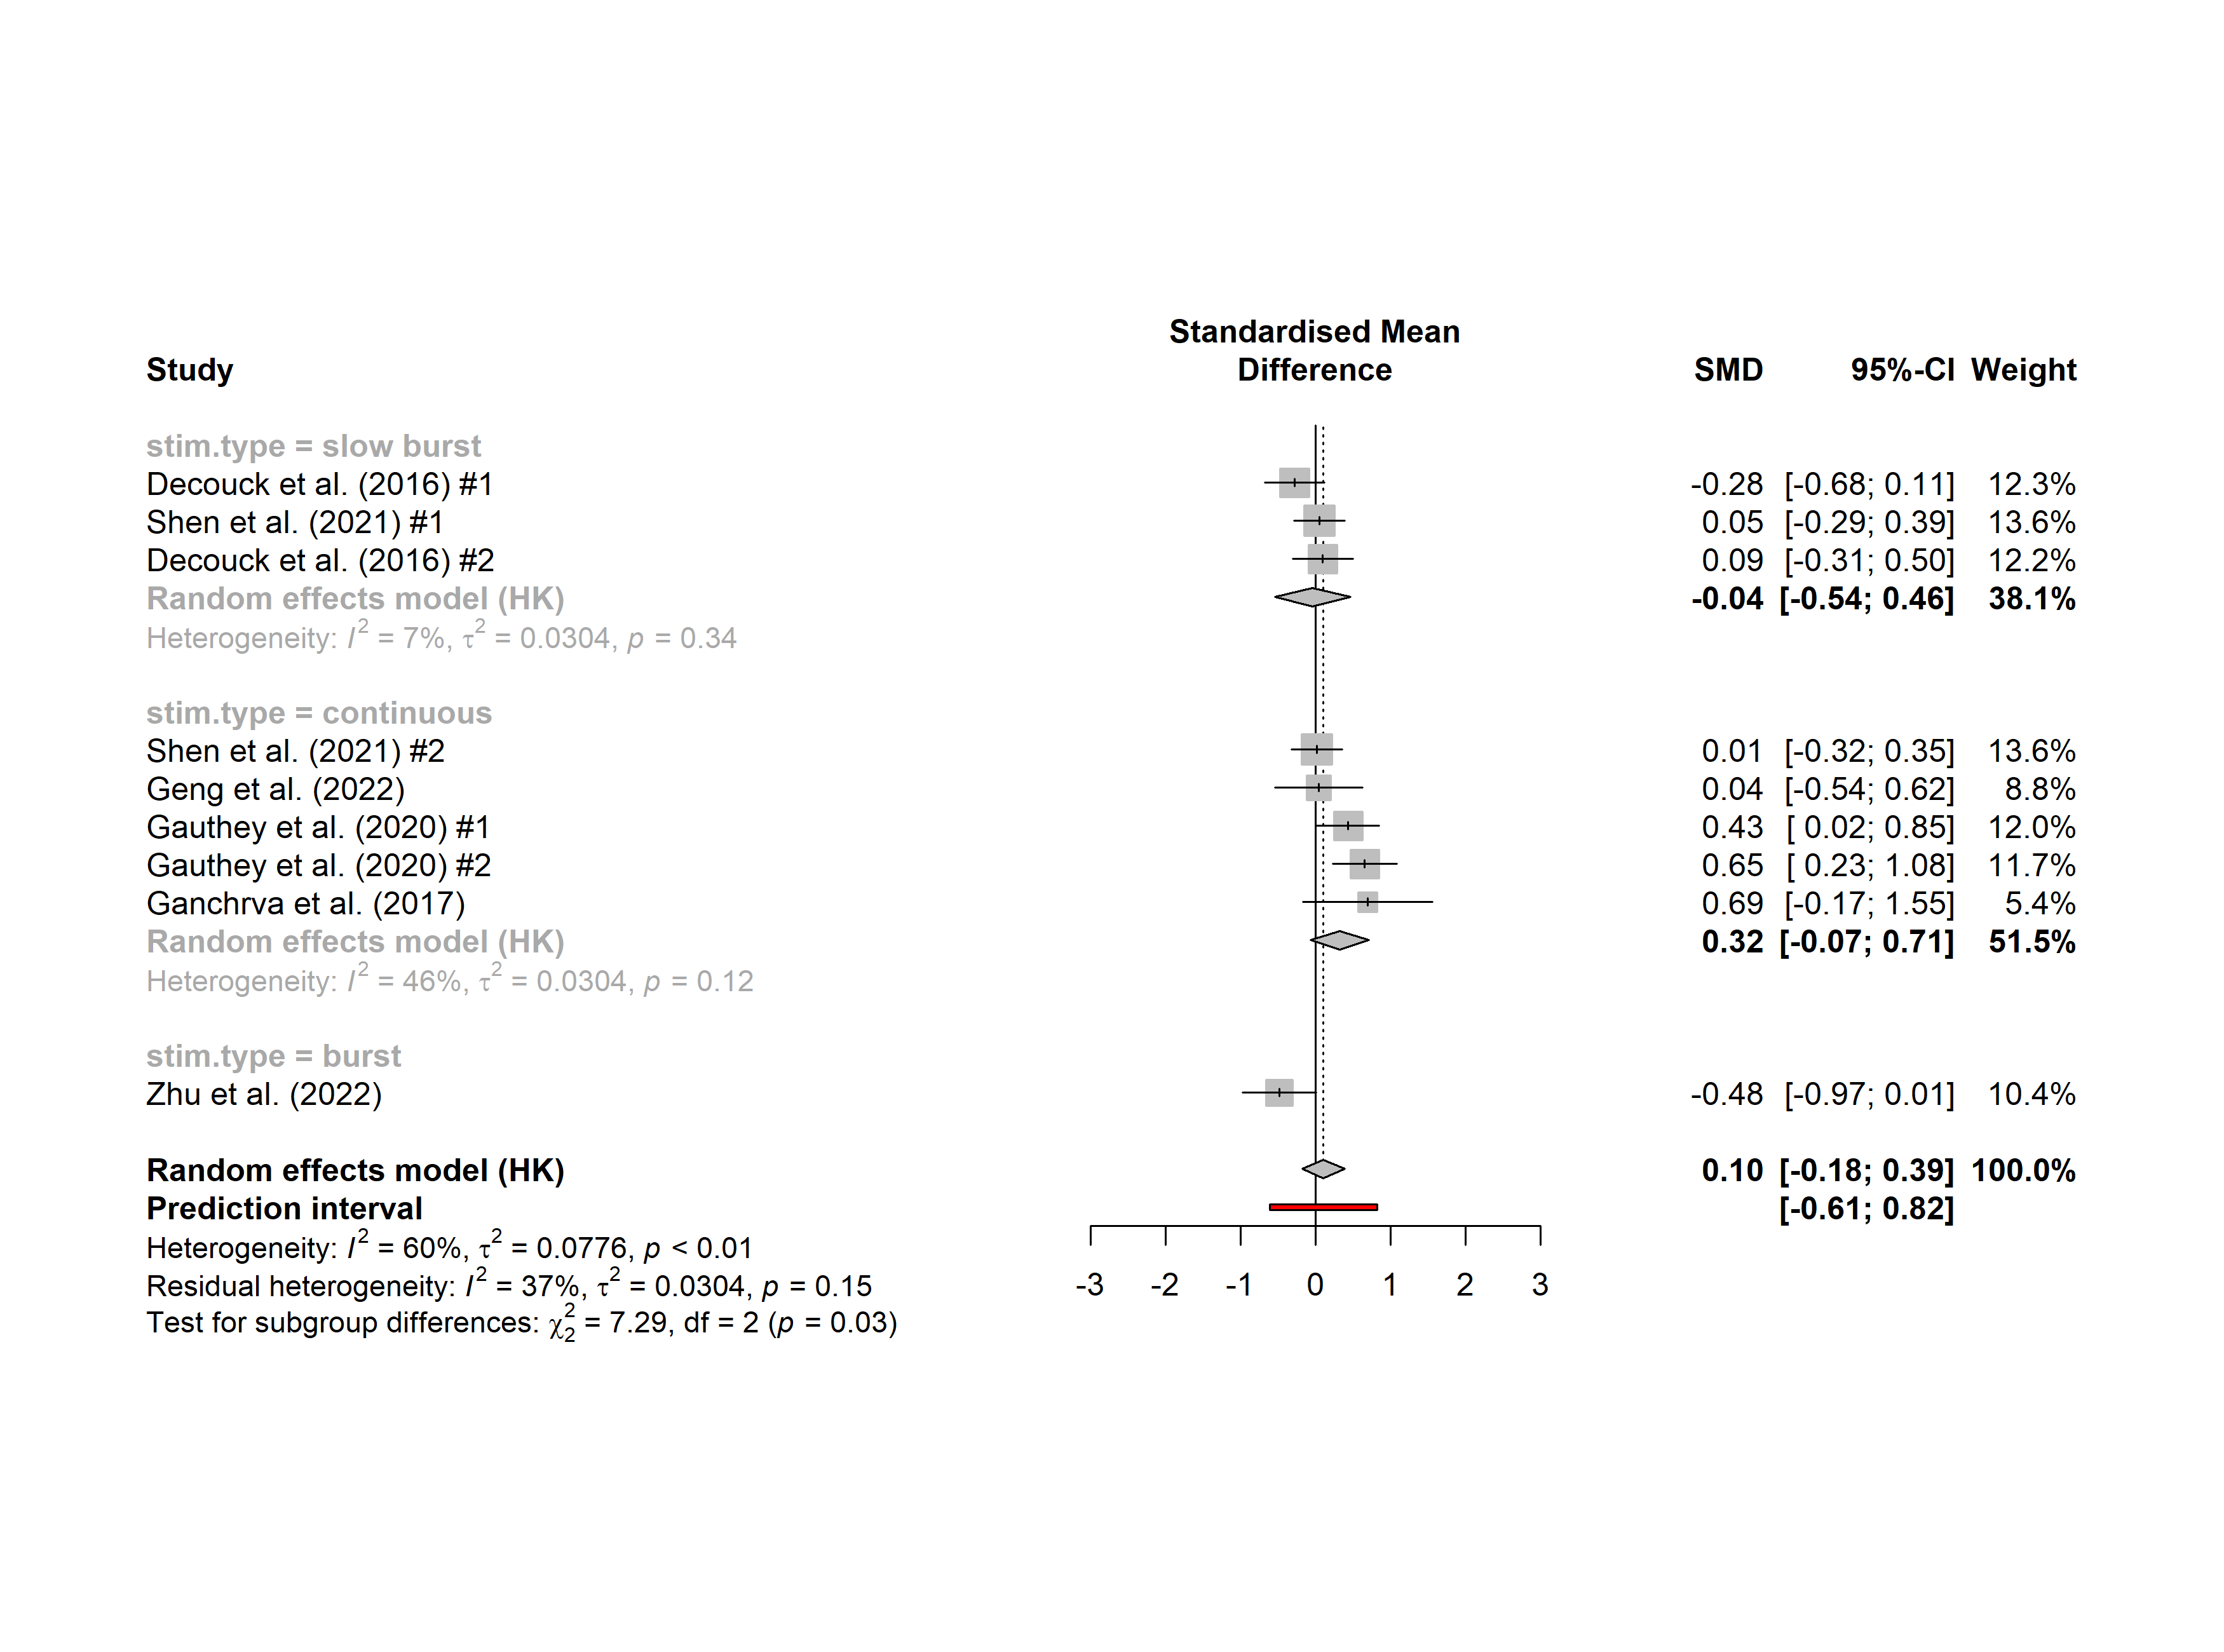 Standardised Mean
Study Difference SMD 95%-CI Weight
stim.type = slow burst
Decouck et al. (2016) #1 -0.28 [-0.68; 0.11] 12.3%
Shen et al. (2021) #1 0.05 [-0.29; 0.39] 13.6%
Decouck et al. (2016) #2 0.09 [-0.31; 0.50] 12.2%
Random effects model (HK) -0.04 [-0.54; 0.46] 38.1%
Heterogeneity: I² = 7%, τ² = 0.0304, p = 0.34
stim.type = continuous
Shen et al. (2021) #2 0.01 [-0.32; 0.35] 13.6%
Geng et al. (2022) 0.04 [-0.54; 0.62] 8.8%
Gauthey et al. (2020) #1 0.43 [ 0.02; 0.85] 12.0%
Gauthey et al. (2020) #2 0.65 [ 0.23; 1.08] 11.7%
Ganchrva et al. (2017) 0.69 [-0.17; 1.55] 5.4%
Random effects model (HK) 0.32 [-0.07; 0.71] 51.5%
Heterogeneity: I² = 46%, τ² = 0.0304, p = 0.12
stim.type = burst
Zhu et al. (2022) -0.48 [-0.97; 0.01] 10.4%
Random effects model (HK) 0.10 [-0.18; 0.39] 100.0%
Prediction interval [-0.61; 0.82]
Heterogeneity: I² = 60%, τ² = 0.0776, p < 0.01
Residual heterogeneity: I² = 37%, τ² = 0.0304, p = 0.15
-3 -2 -1 0 1 2 3
Test for subgroup differences: χ²₂ = 7.29, df = 2 (p = 0.03)